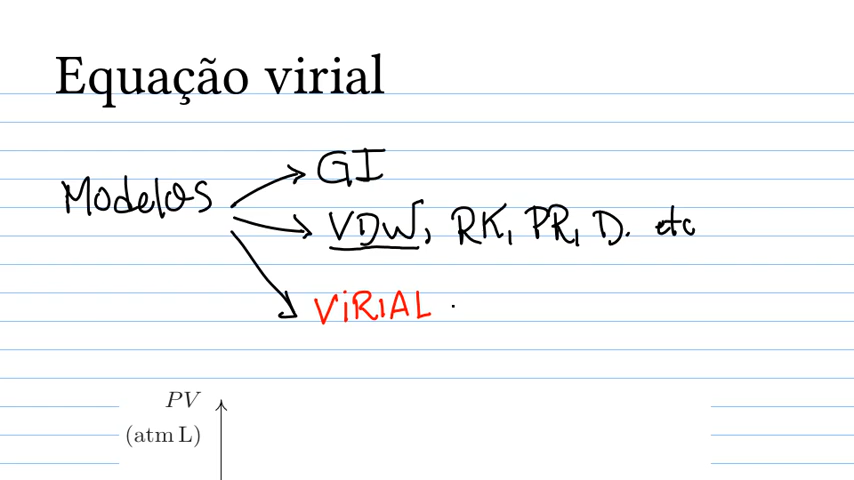 Equação virial
Modelos
GI
VDW, RK, PR, D. etc
ViRIAL
PV
(atm L)